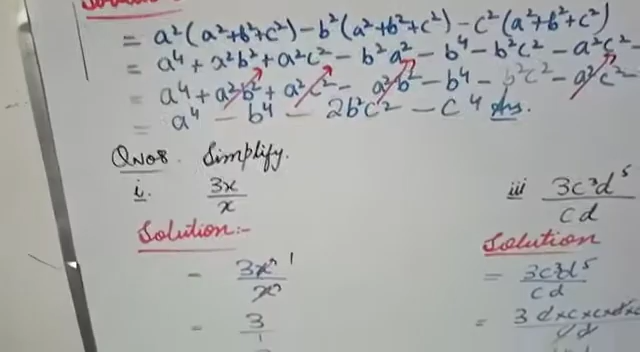 = a²(a²+b²+c²) – b²(a²+b²+c²) – c²(a²+b²+c²)
= a⁴ + a²b² + a²c² – b²a² – b⁴ – b²c² – a²c² –
= a⁴ + a²b² + a²c² – a²b² – b⁴ – b²c² – a²c² –
= a⁴ – b⁴ – 2b²c² – c⁴ Ans.
QNo8. Simplify.
i. 3x/x
iii 3c³d⁵/cd
Solution:-
Solution
= 3x/x
= 3c³d⁵/cd
= 3/1